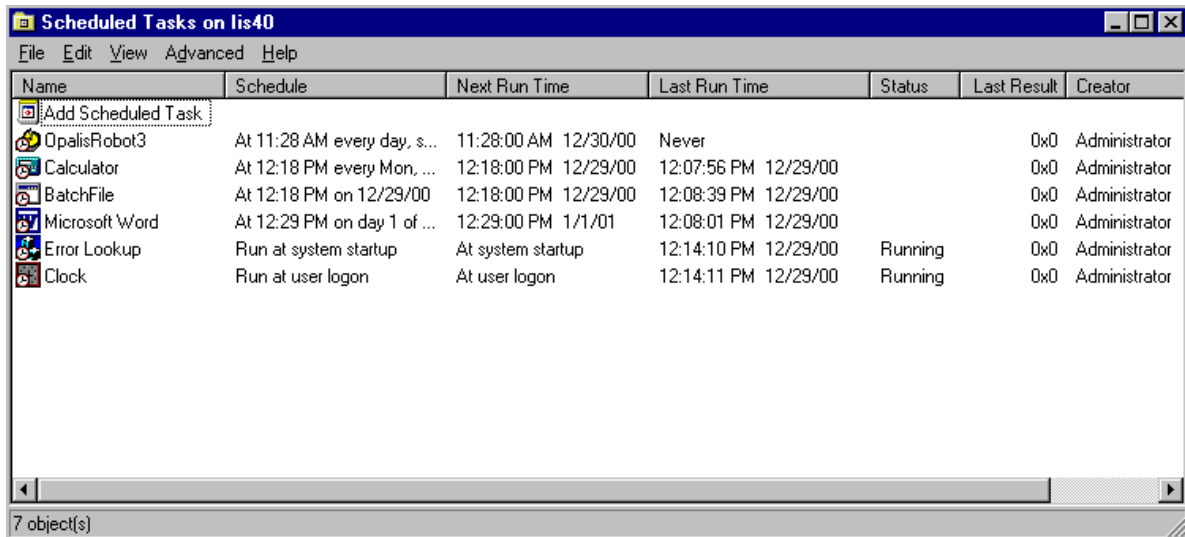 Scheduled Tasks on lis40
File Edit View Advanced Help
Name Schedule Next Run Time Last Run Time Status Last Result Creator
Add Scheduled Task
OpalisRobot3 At 11:28 AM every day, s... 11:28:00 AM 12/30/00 Never 0x0 Administrator
Calculator At 12:18 PM every Mon, ... 12:18:00 PM 12/29/00 12:07:56 PM 12/29/00 0x0 Administrator
BatchFile At 12:18 PM on 12/29/00 12:18:00 PM 12/29/00 12:08:39 PM 12/29/00 0x0 Administrator
Microsoft Word At 12:29 PM on day 1 of ... 12:29:00 PM 1/1/01 12:08:01 PM 12/29/00 0x0 Administrator
Error Lookup Run at system startup At system startup 12:14:10 PM 12/29/00 Running 0x0 Administrator
Clock Run at user logon At user logon 12:14:11 PM 12/29/00 Running 0x0 Administrator
7 object(s)